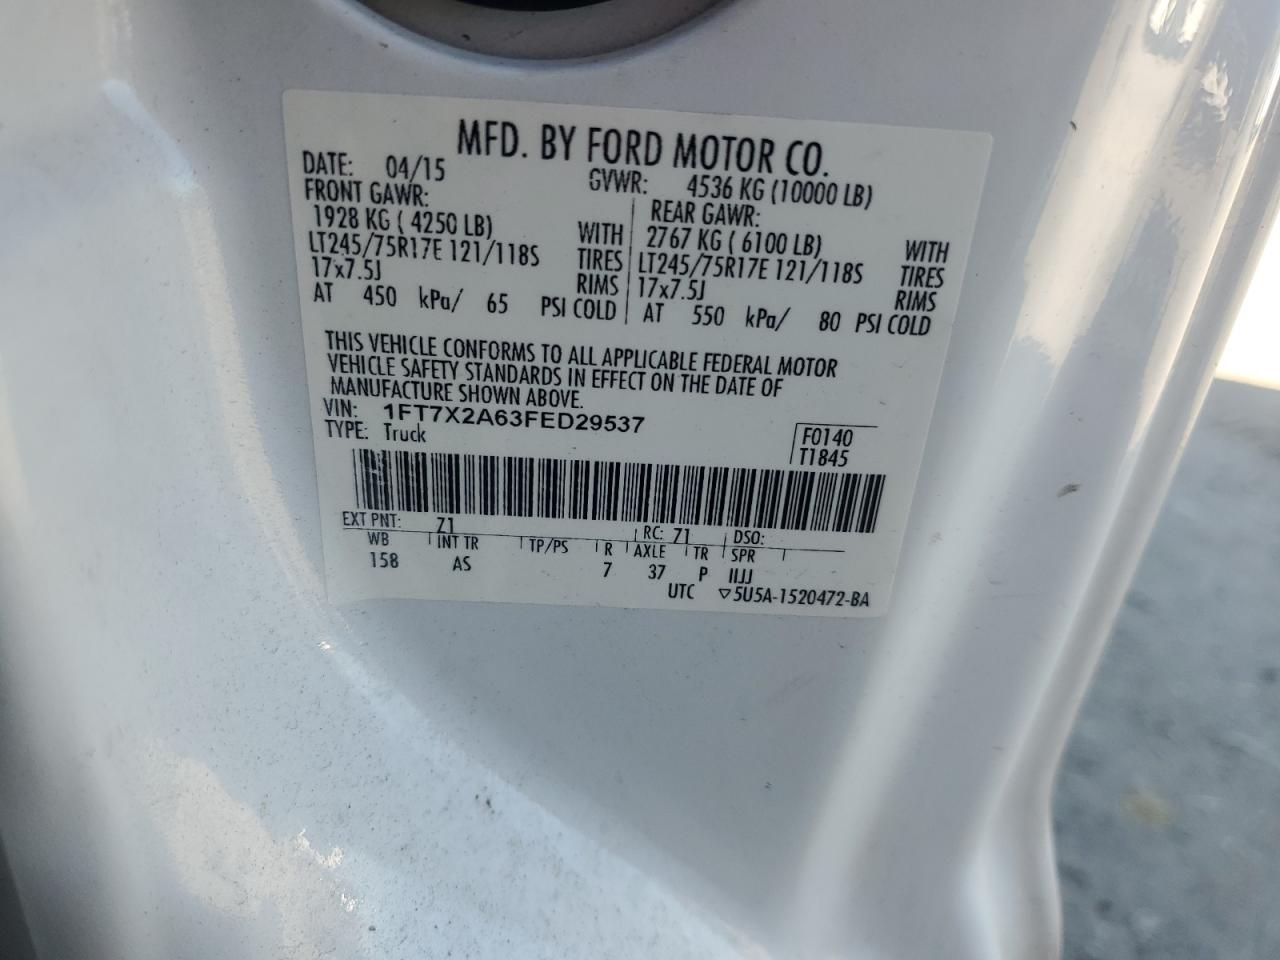 MFD. BY FORD MOTOR CO.
DATE: 04/15 GVWR: 4536 KG (10000 LB)
FRONT GAWR: REAR GAWR:
1928 KG ( 4250 LB) WITH 2767 KG ( 6100 LB) WITH
LT245/75R17E 121/118S TIRES LT245/75R17E 121/118S TIRES
17x7.5J RIMS 17x7.5J RIMS
AT 450 kPa/ 65 PSI COLD AT 550 kPa/ 80 PSI COLD
THIS VEHICLE CONFORMS TO ALL APPLICABLE FEDERAL MOTOR
VEHICLE SAFETY STANDARDS IN EFFECT ON THE DATE OF
MANUFACTURE SHOWN ABOVE.
VIN: 1FT7X2A63FED29537
TYPE: Truck F0140
T1845
EXT PNT: Z1 RC: 71 DSO:
WB INT TR TP/PS R AXLE TR SPR
158 AS 7 37 P IIJJ
UTC ▽5U5A-1520472-BA